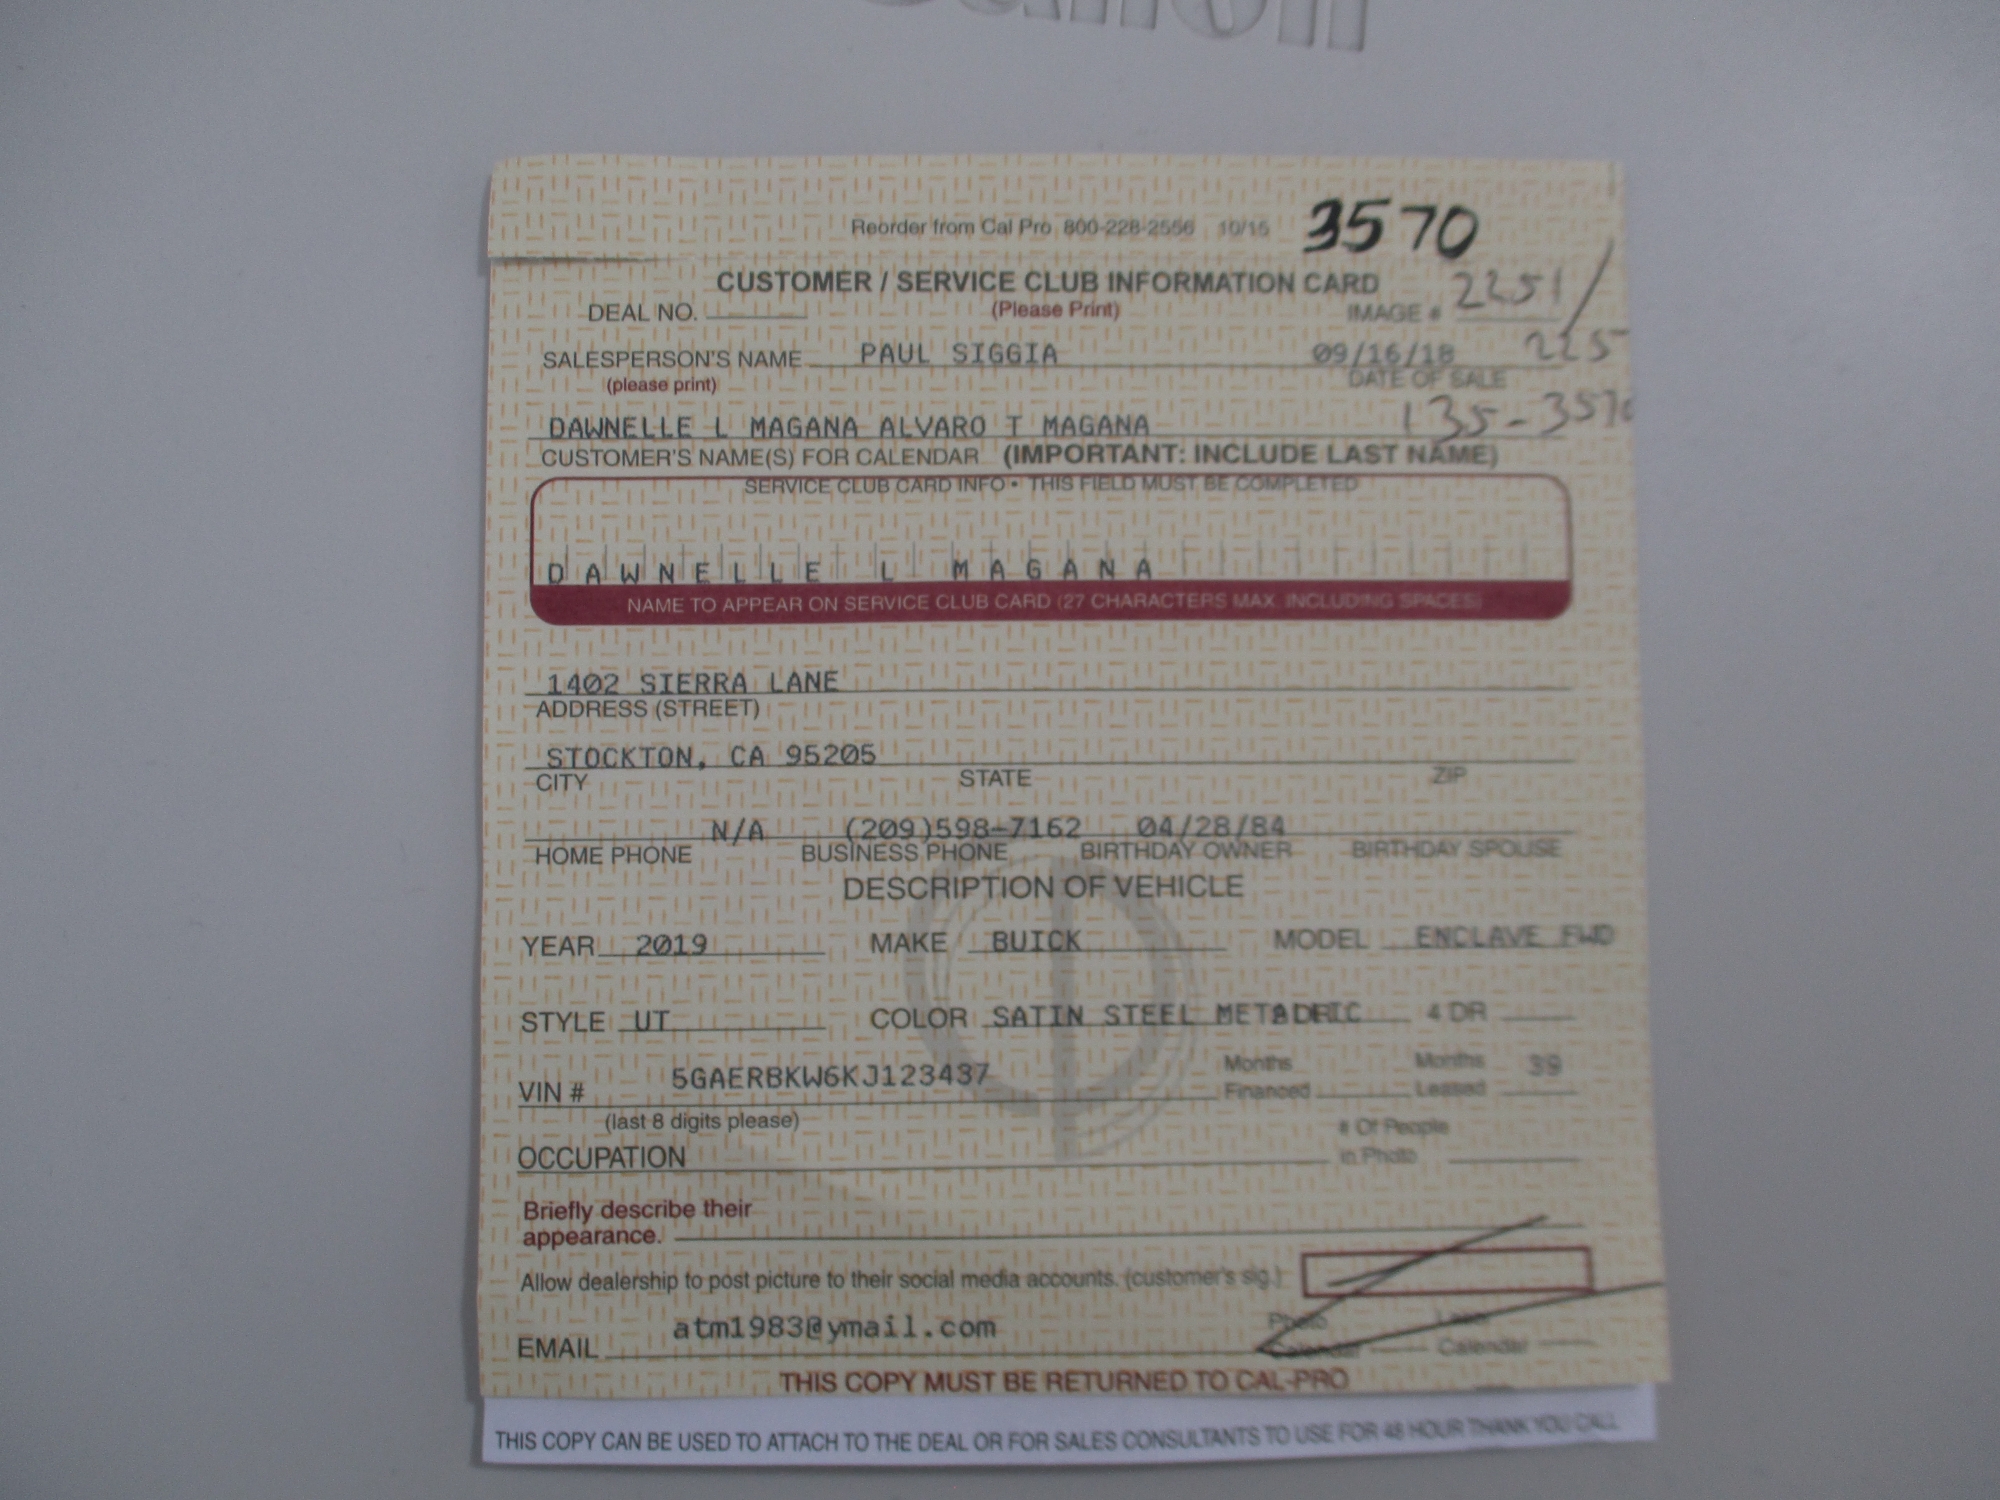 Canon
Reorder from Cal Pro 800-228-2556 10/15 3570
CUSTOMER / SERVICE CLUB INFORMATION CARD
DEAL NO. (Please Print) IMAGE # 2251/
225
SALESPERSON'S NAME PAUL SIGGIA 09/16/18
(please print) DATE OF SALE
135-3570
DAWNELLE L MAGANA ALVARO T MAGANA
CUSTOMER'S NAME(S) FOR CALENDAR (IMPORTANT: INCLUDE LAST NAME)
SERVICE CLUB CARD INFO • THIS FIELD MUST BE COMPLETED
DAWNELLE L MAGANA
NAME TO APPEAR ON SERVICE CLUB CARD (27 CHARACTERS MAX. INCLUDING SPACES)
1402 SIERRA LANE
ADDRESS (STREET)
STOCKTON, CA 95205
CITY STATE ZIP
N/A (209)598-7162 04/28/84
HOME PHONE BUSINESS PHONE BIRTHDAY OWNER BIRTHDAY SPOUSE
DESCRIPTION OF VEHICLE
YEAR 2019 MAKE BUICK MODEL ENCLAVE FWD
STYLE UT COLOR SATIN STEEL 4 DR
VIN # 5GAERBKW6KJ123437 Months Financed Months Leased 39
(last 8 digits please)
OCCUPATION # Of People in Photo
Briefly describe their
appearance.
Allow dealership to post picture to their social media accounts. (customer's sig.)
EMAIL atm1983@ymail.com
Photo Calendar Calendar
THIS COPY MUST BE RETURNED TO CAL-PRO
THIS COPY CAN BE USED TO ATTACH TO THE DEAL OR FOR SALES CONSULTANTS TO USE FOR 48 HOUR THANK YOU CALL